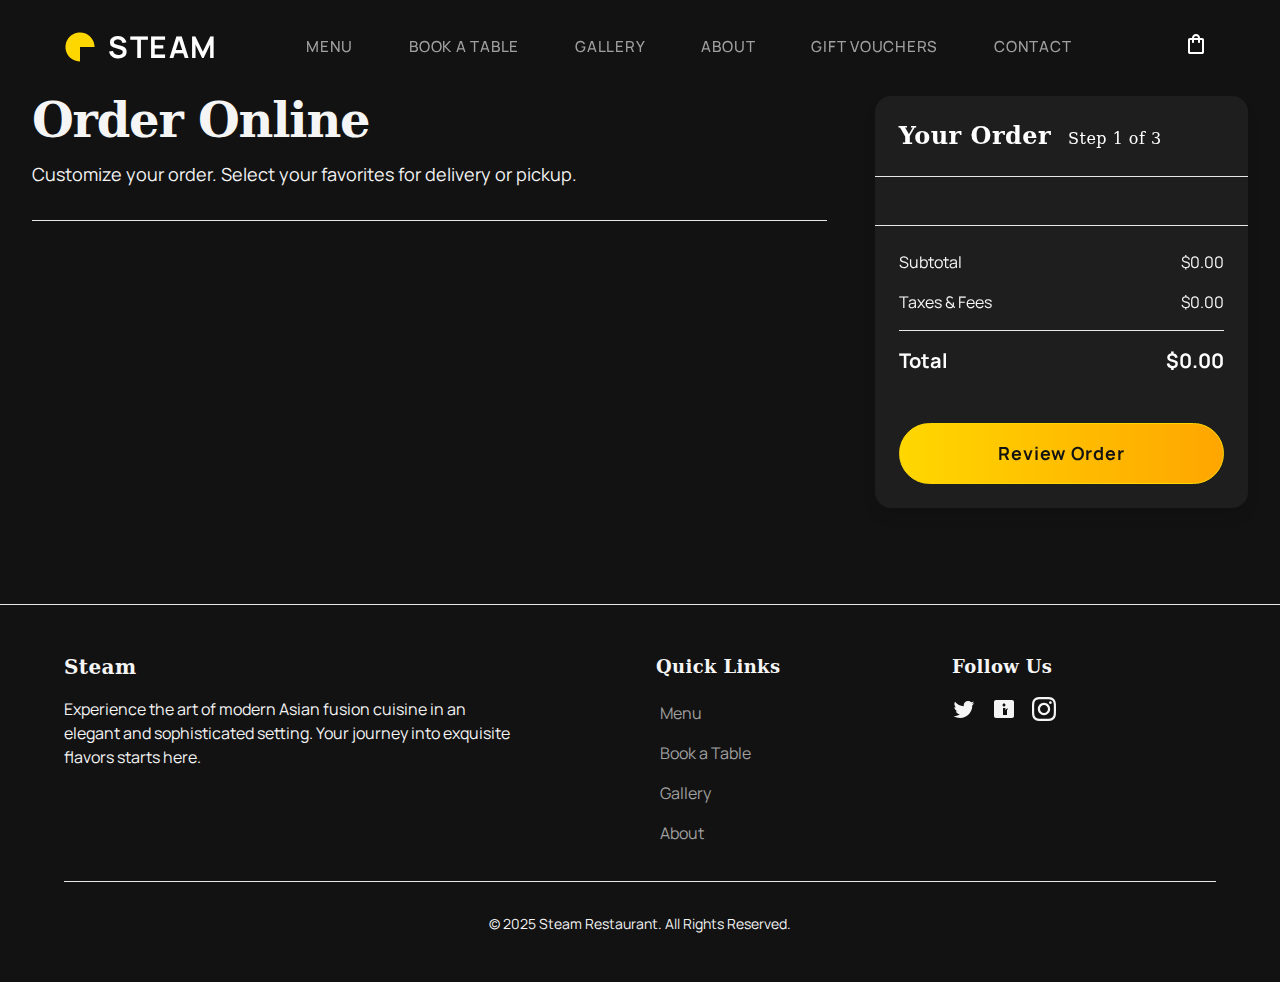 STEAM
MENU
BOOK A TABLE
GALLERY
ABOUT
GIFT VOUCHERS
CONTACT
Order Online
Customize your order. Select your favorites for delivery or pickup.
Your Order Step 1 of 3
Subtotal $0.00
Taxes & Fees $0.00
Total $0.00
Review Order
Steam
Experience the art of modern Asian fusion cuisine in an
elegant and sophisticated setting. Your journey into exquisite
flavors starts here.
Quick Links
Menu
Book a Table
Gallery
About
Follow Us
© 2025 Steam Restaurant. All Rights Reserved.